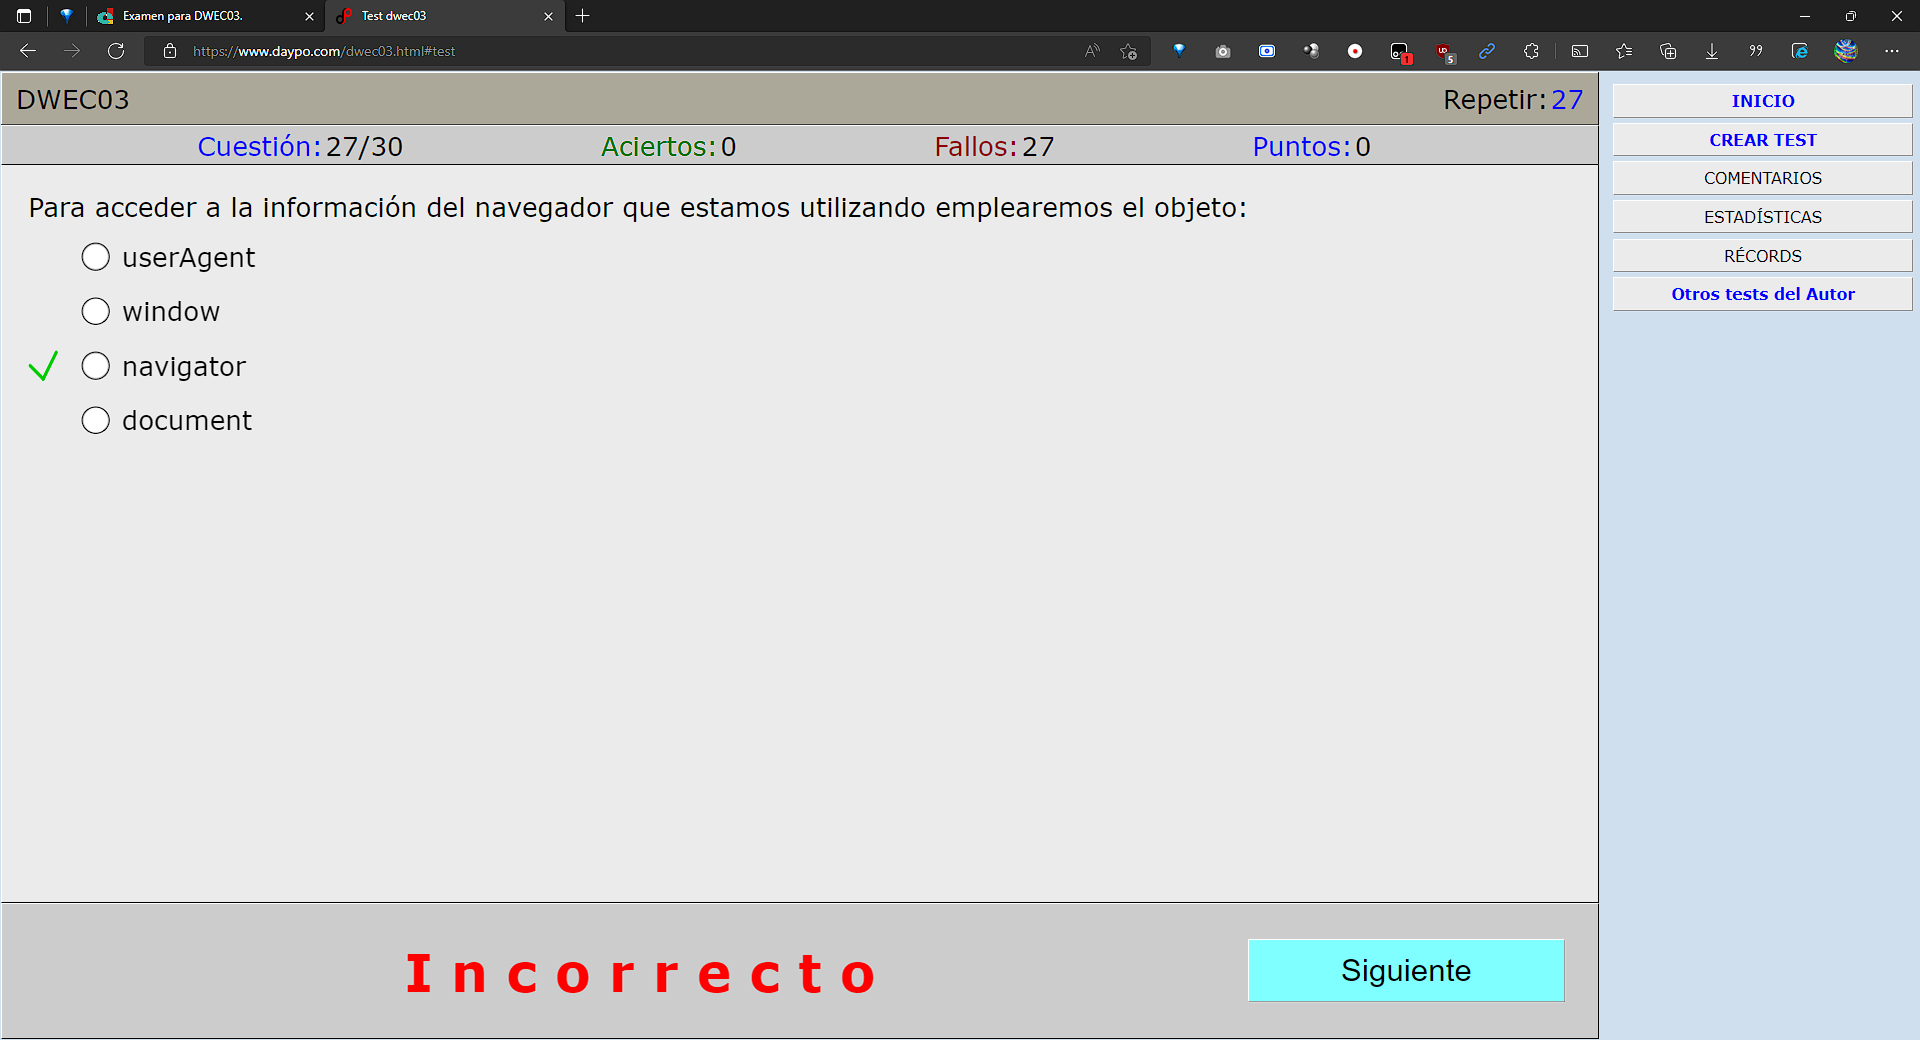 Examen para DWEC03.
Test dwec03
https://www.daypo.com/dwec03.html#test
1
5
DWEC03
Repetir:27
Cuestión:27/30
Aciertos:0
Fallos:27
Puntos:0
Para acceder a la información del navegador que estamos utilizando emplearemos el objeto:
userAgent
window
navigator
document
Incorrecto
Siguiente
INICIO
CREAR TEST
COMENTARIOS
ESTADÍSTICAS
RÉCORDS
Otros tests del Autor